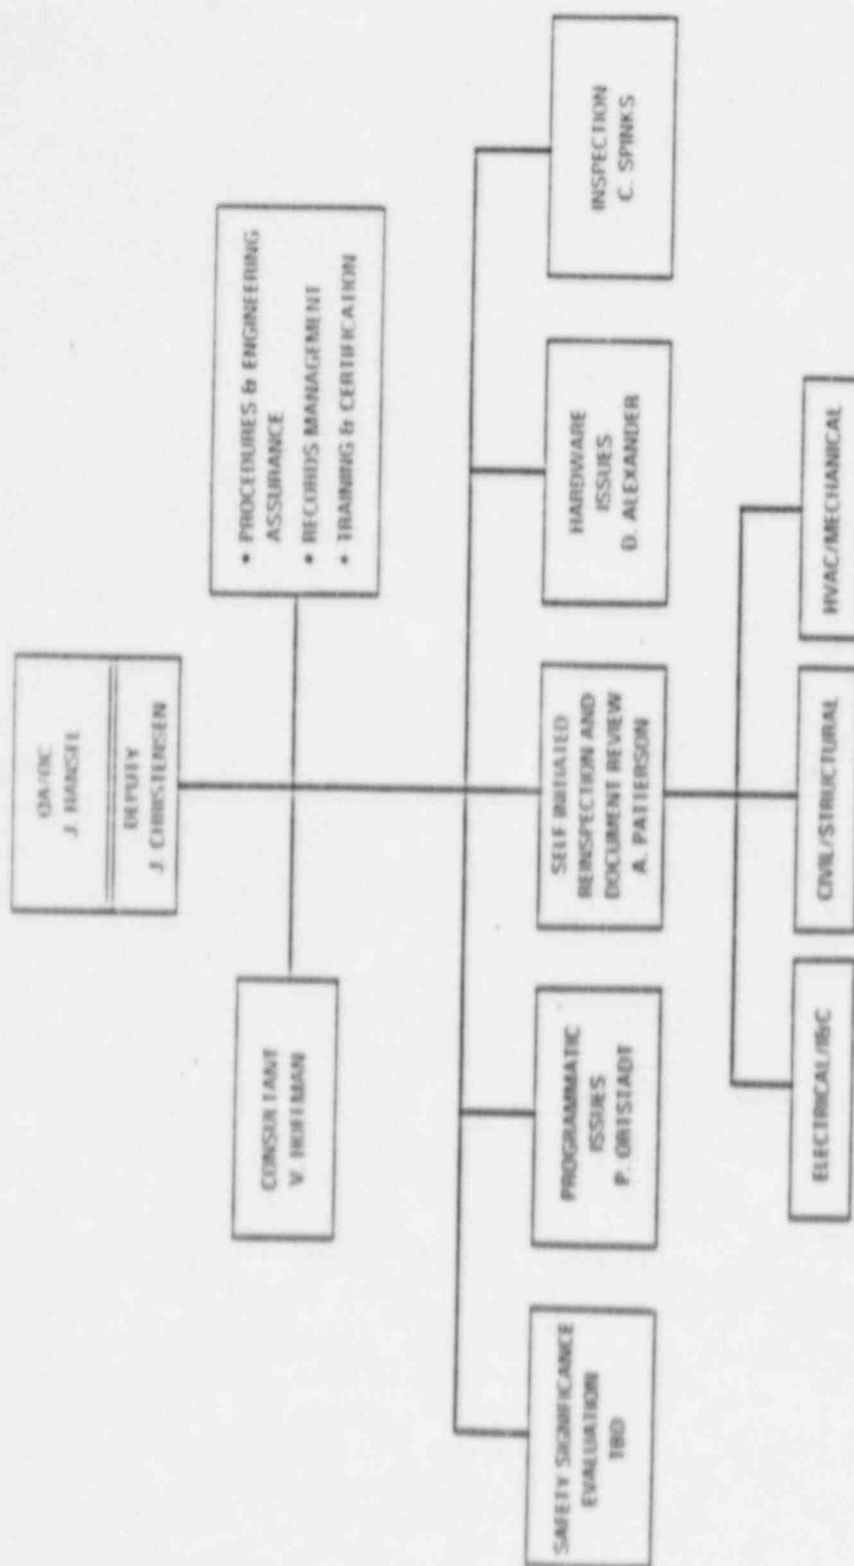 QA/QC
J. HANSEL
DEPUTY
J. CHRISTENSEN
CONSULTANT
V. HOFFMAN
• PROCEDURES & ENGINEERING
ASSURANCE
• RECORDS MANAGEMENT
• TRAINING & CERTIFICATION
SAFETY SIGNIFICANCE
EVALUATION
TBD
PROGRAMMATIC
ISSUES
P. ORTSTADT
SELF INITIATED
REINSPECTION AND
DOCUMENT REVIEW
A. PATTERSON
HARDWARE
ISSUES
D. ALEXANDER
INSPECTION
C. SPINKS
ELECTRICAL/I&C
CIVIL/STRUCTURAL
HVAC/MECHANICAL